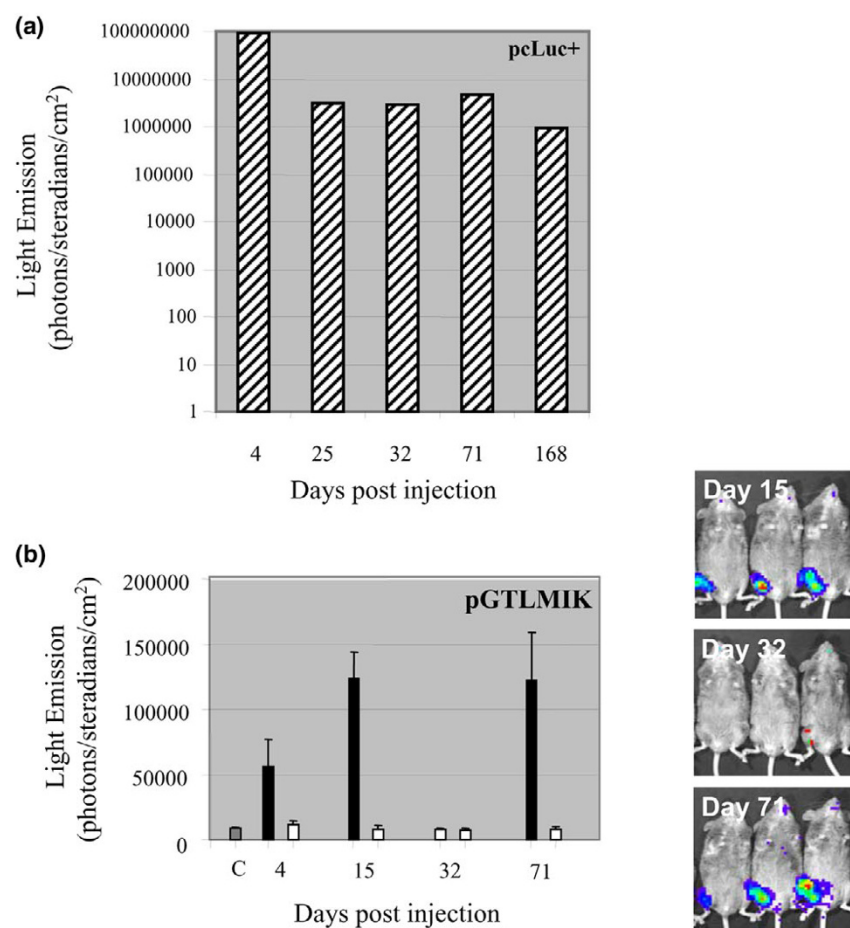 (a)
pcLuc+
100000000
10000000
1000000
100000
10000
1000
100
10
1
Light Emission
(photons/steradians/cm²)
4 25 32 71 168
Days post injection
(b)
pGTLMIK
200000
150000
100000
50000
0
Light Emission
(photons/steradians/cm²)
C 4 15 32 71
Days post injection
Day 15
Day 32
Day 71